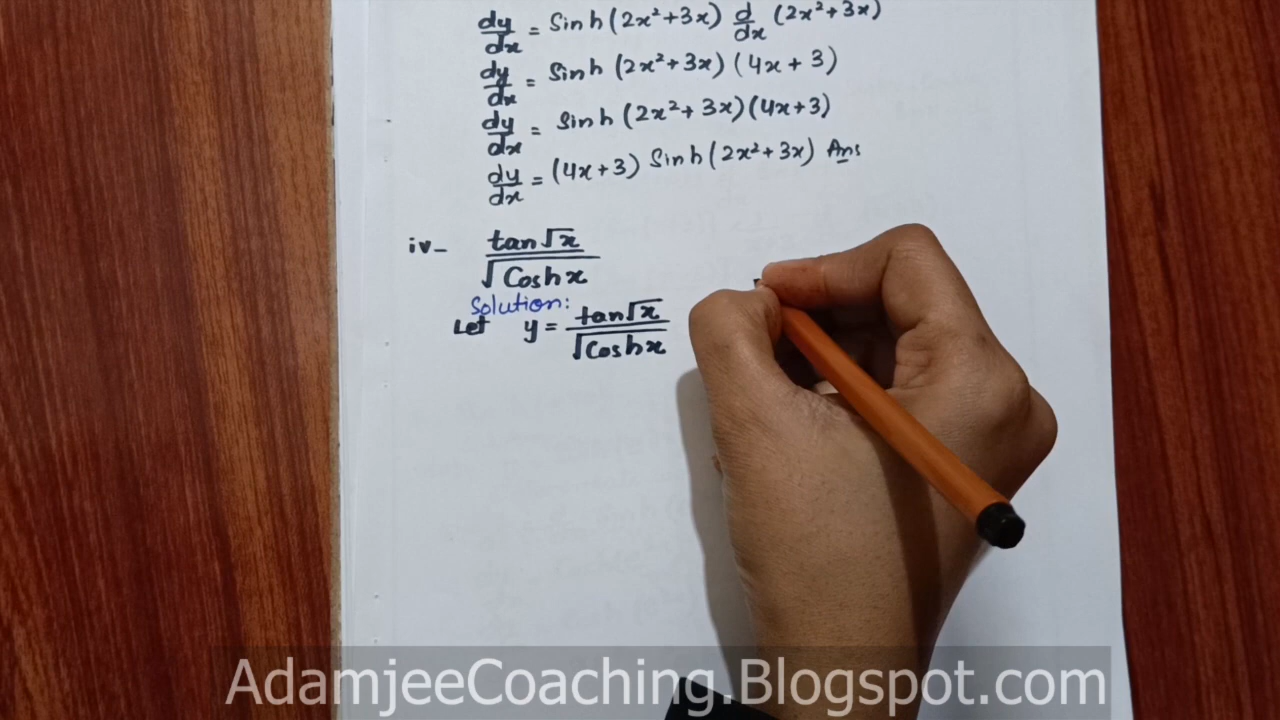 dy/dx = Sinh (2x²+3x) d/dx (2x²+3x)
dy/dx = Sinh (2x²+3x) (4x + 3)
dy/dx = Sinh (2x²+3x)(4x+3)
dy/dx = (4x+3) Sinh (2x²+3x) Ans
iv- tan√x / √Coshx
Solution:
Let y = tan√x / √Coshx
AdamjeeCoaching.Blogspot.com